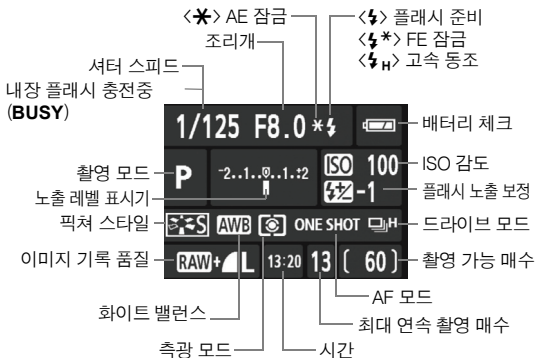 <✱> AE 잠금
조리개
셔터 스피드
내장 플래시 충전중
(BUSY)
<⚡> 플래시 준비
<⚡✱> FE 잠금
<⚡H> 고속 동조
1/125 F8.0 ✱⚡
배터리 체크
촬영 모드
노출 레벨 표시기
P
-2..1..0..1.:2
ISO 100
-1
ISO 감도
플래시 노출 보정
픽쳐 스타일
S AWB ONE SHOT H
드라이브 모드
이미지 기록 품질
RAW+L 13:20 13 [ 60]
촬영 가능 매수
화이트 밸런스
AF 모드
최대 연속 촬영 매수
측광 모드
시간